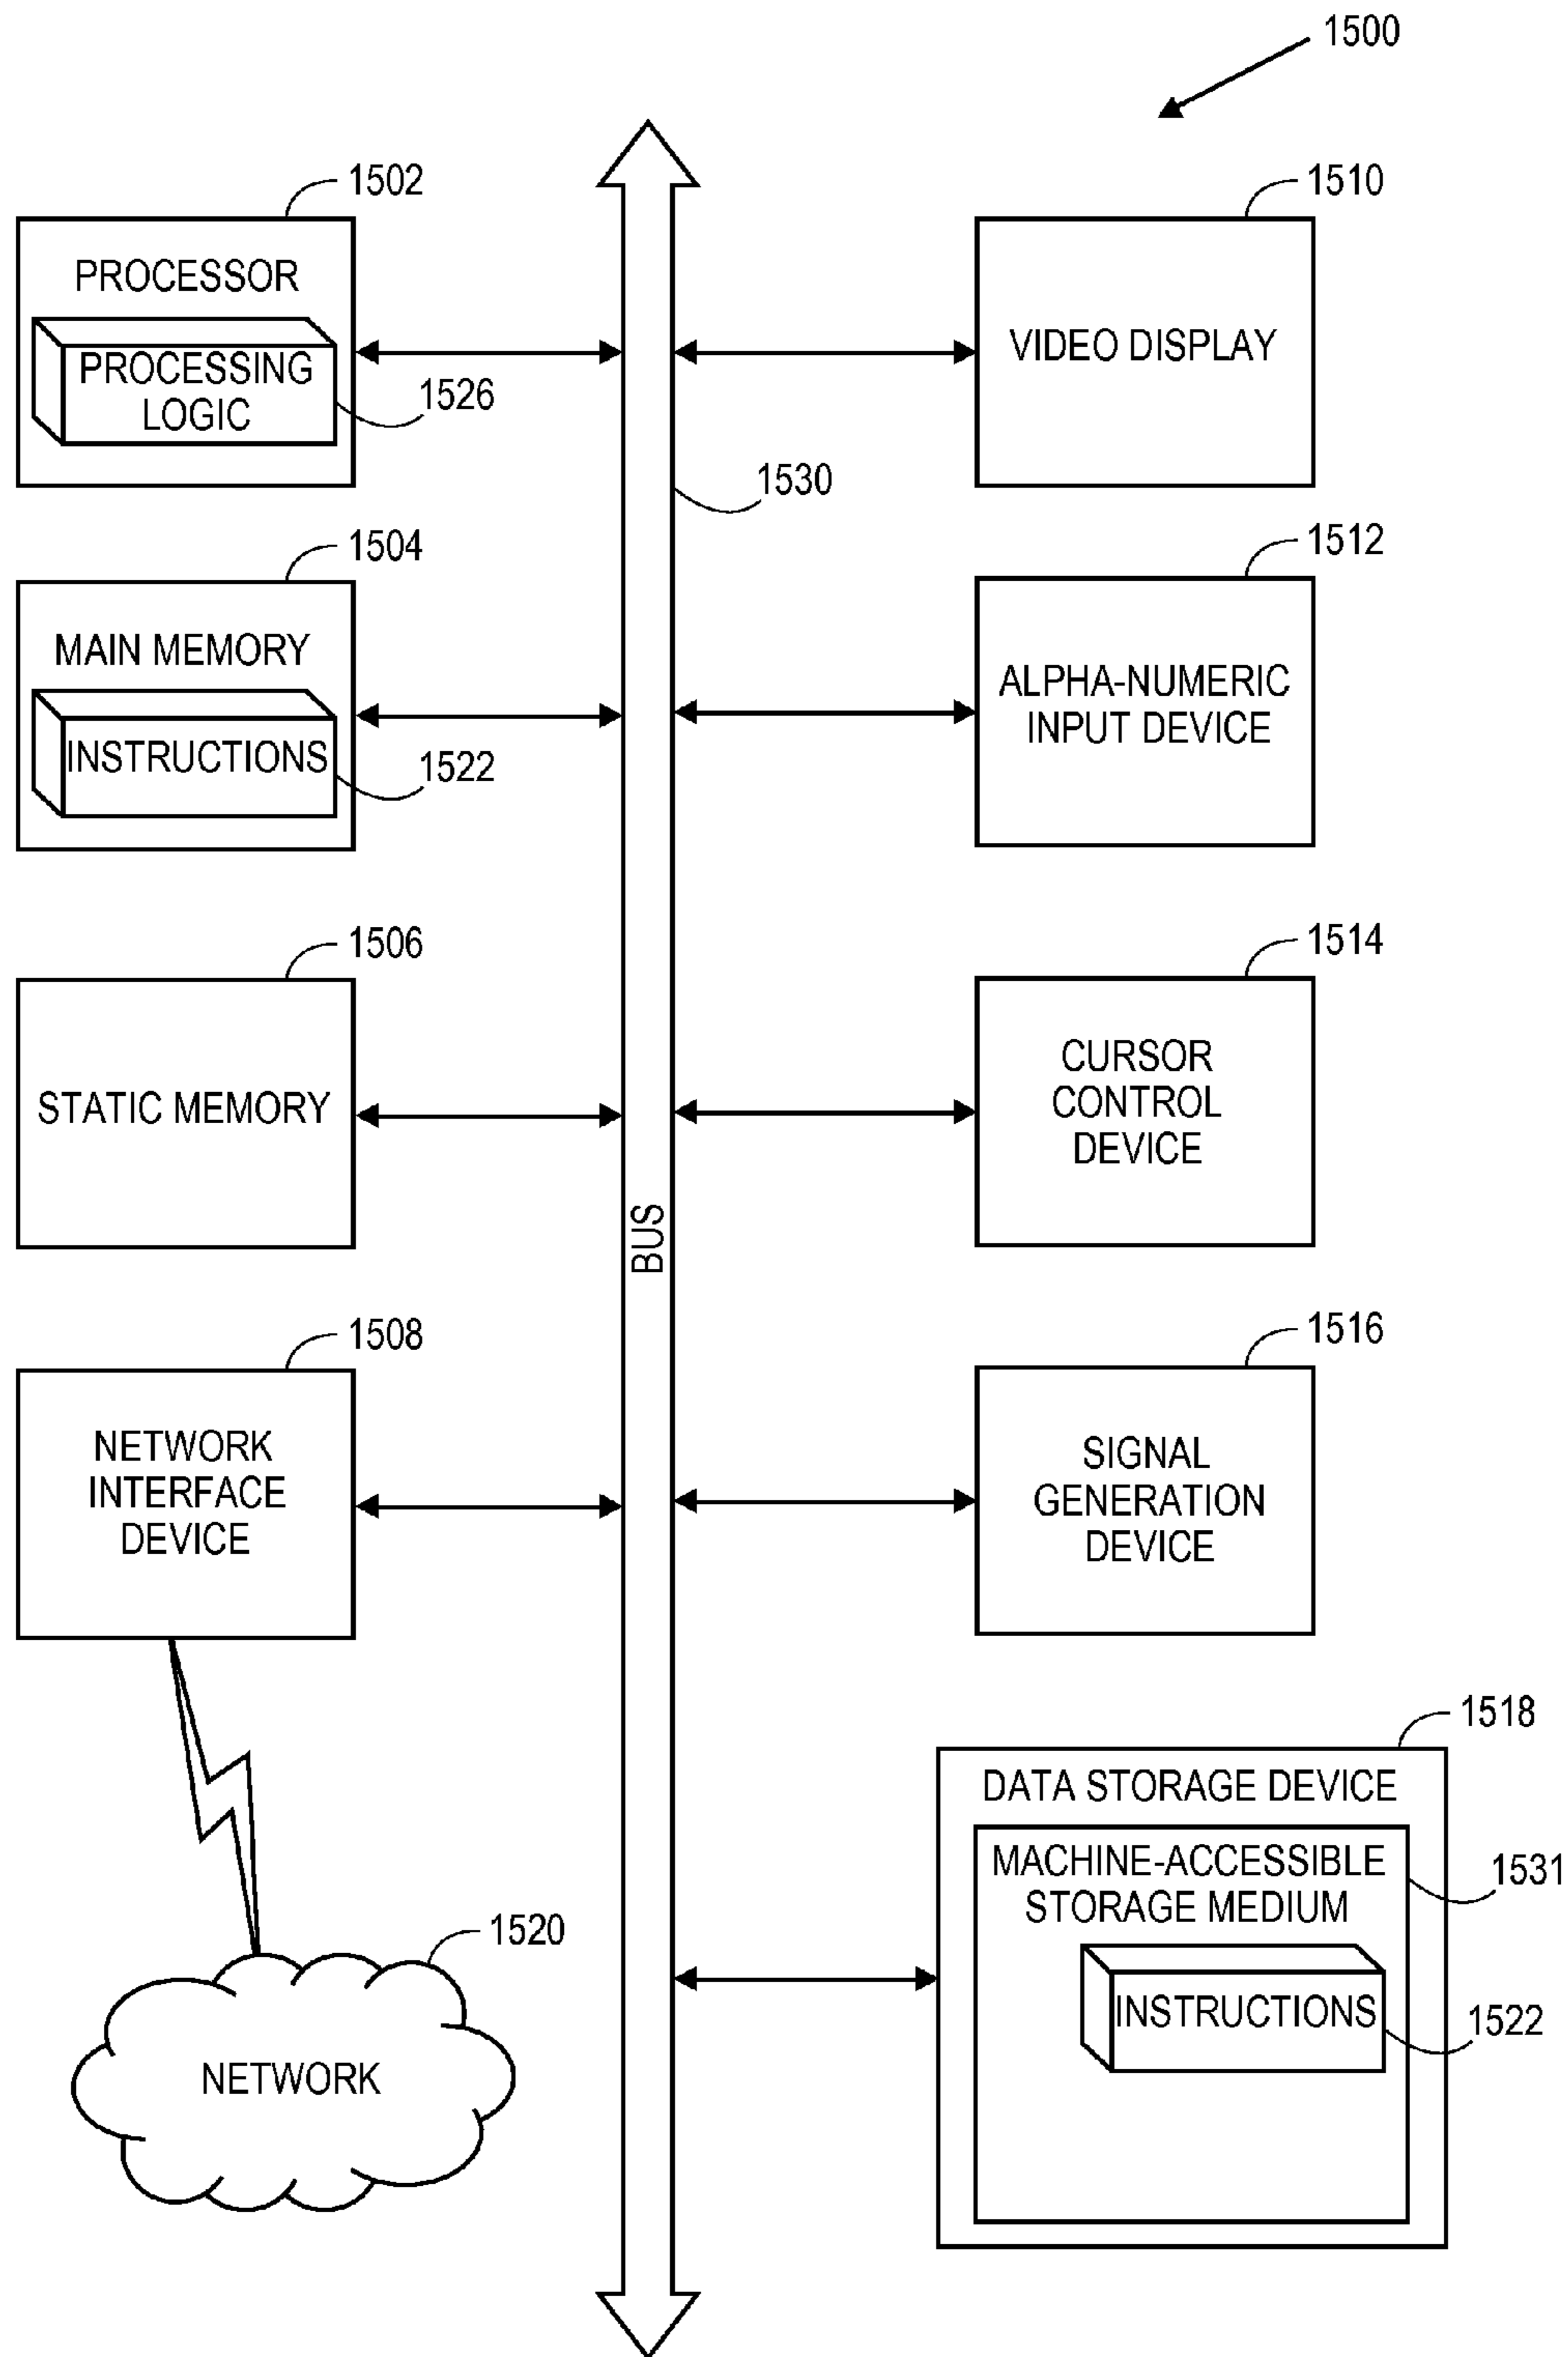 1500
1502
PROCESSOR
PROCESSING
LOGIC
1526
1504
MAIN MEMORY
INSTRUCTIONS
1522
1506
STATIC MEMORY
1508
NETWORK
INTERFACE
DEVICE
1520
NETWORK
1530
BUS
1510
VIDEO DISPLAY
1512
ALPHA-NUMERIC
INPUT DEVICE
1514
CURSOR
CONTROL
DEVICE
1516
SIGNAL
GENERATION
DEVICE
1518
DATA STORAGE DEVICE
MACHINE-ACCESSIBLE
STORAGE MEDIUM
1531
INSTRUCTIONS
1522